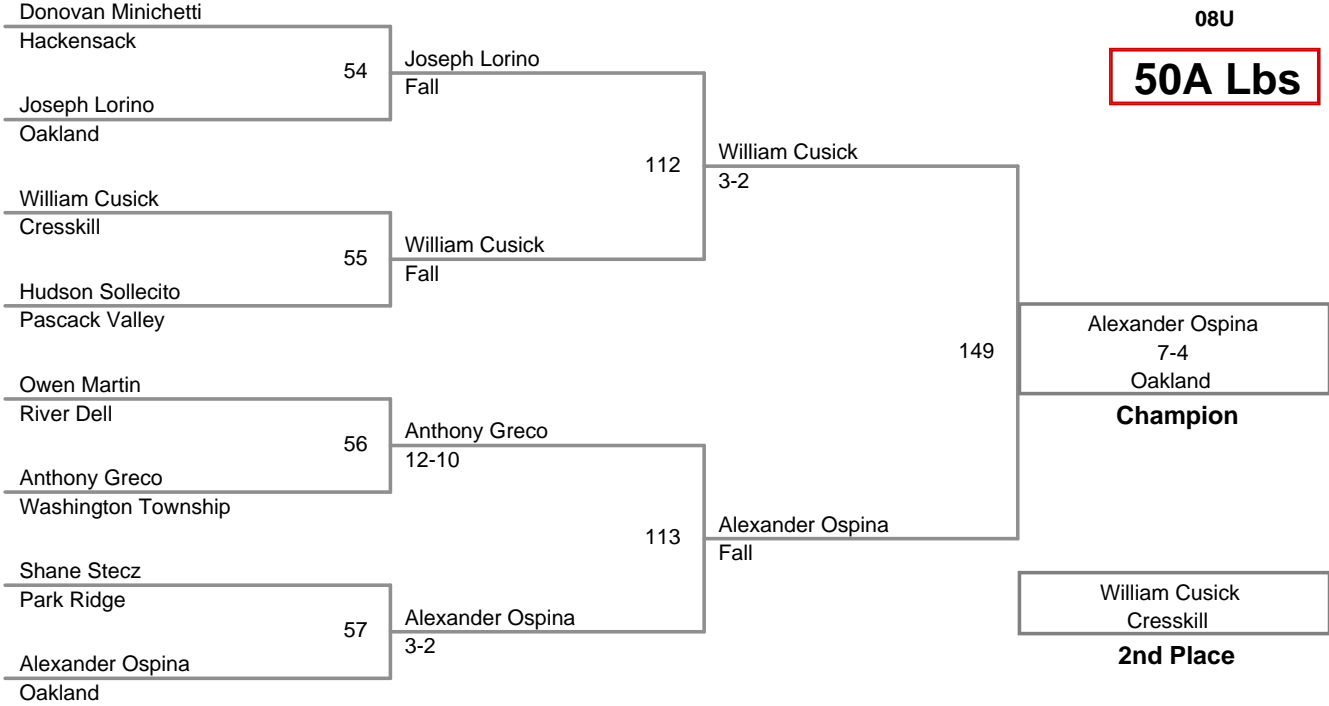 Donovan Minichetti
Hackensack
54
Joseph Lorino
Oakland
William Cusick
Cresskill
55
Hudson Sollecito
Pascack Valley
Owen Martin
River Dell
56
Anthony Greco
Washington Township
Shane Stecz
Park Ridge
57
Alexander Ospina
Oakland
Joseph Lorino
Fall
112
William Cusick
Fall
Anthony Greco
12-10
113
Alexander Ospina
3-2
William Cusick
3-2
149
Alexander Ospina
Fall
08U
50A Lbs
Alexander Ospina
7-4
Oakland
Champion
William Cusick
Cresskill
2nd Place